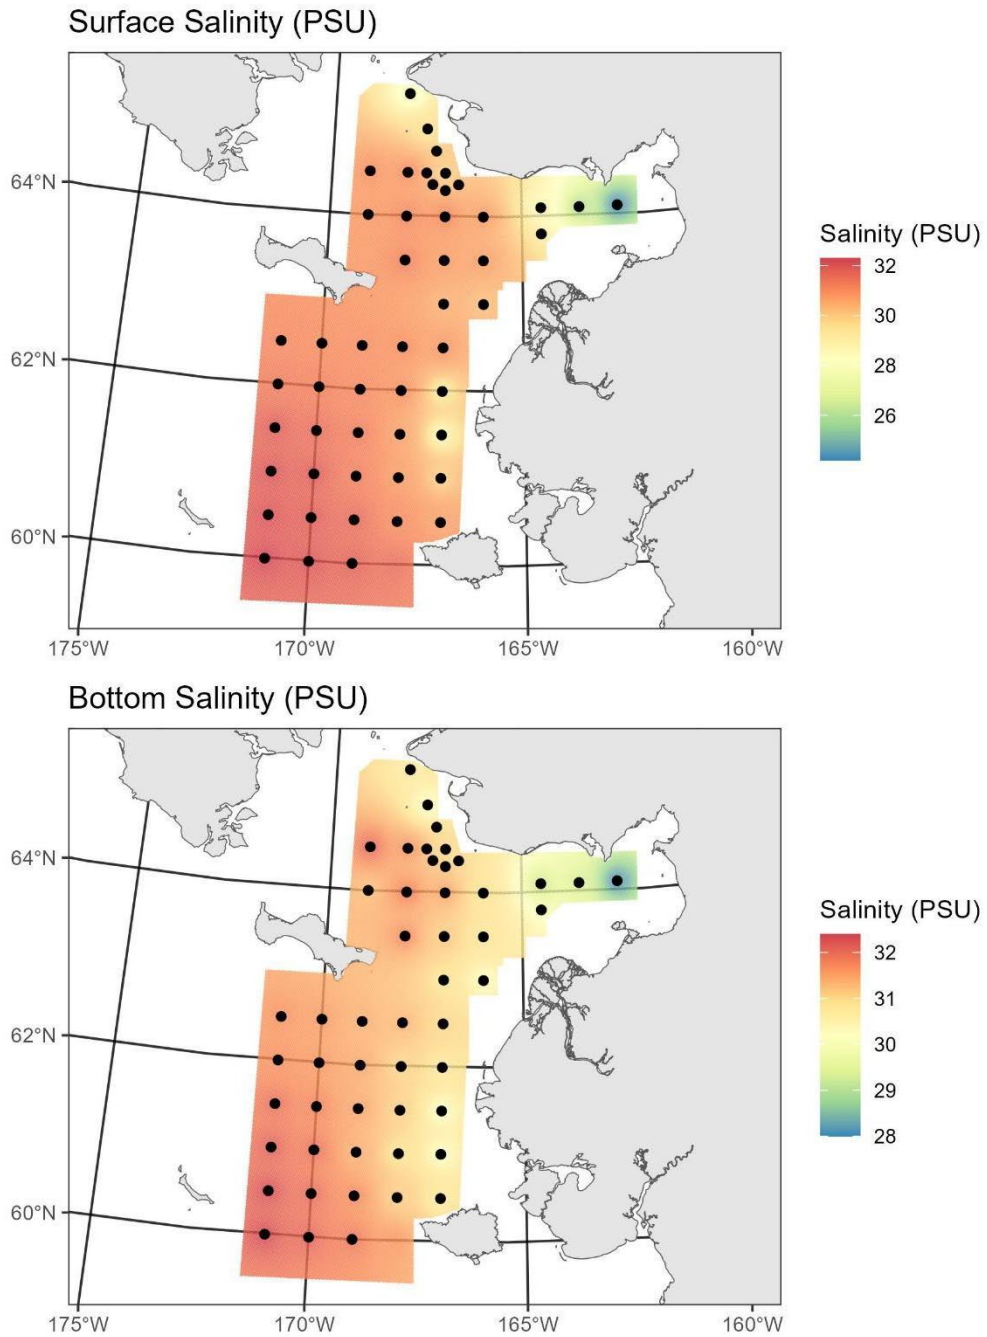 Surface Salinity (PSU)
64°N
62°N
60°N
175°W 170°W 165°W 160°W
Salinity (PSU)
32
30
28
26
Bottom Salinity (PSU)
64°N
62°N
60°N
175°W 170°W 165°W 160°W
Salinity (PSU)
32
31
30
29
28